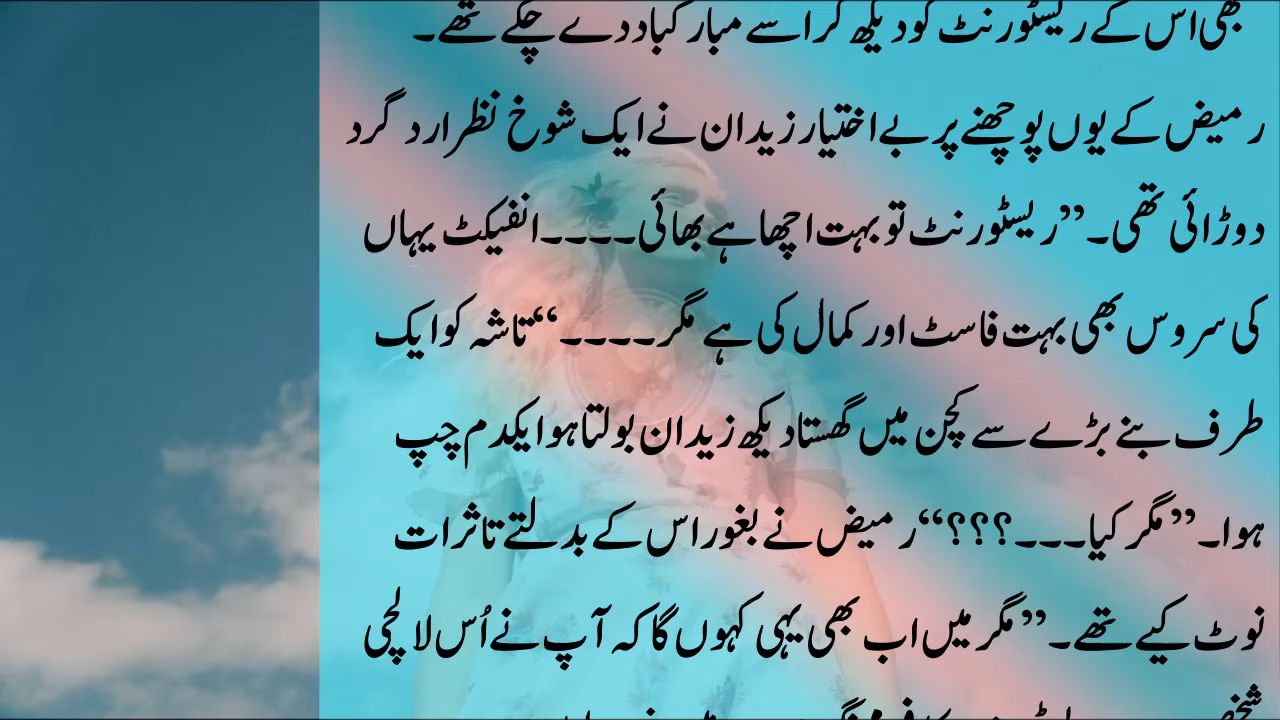 بھی اس کے ریسٹورنٹ کو دیکھ کر اسے مبارکباد دے چکے تھے۔
رمیض کے یوں پوچھنے پر بے اختیار زیدان نے ایک شوخ نظر ارد گرد
دوڑائی تھی۔”ریسٹورنٹ تو بہت اچھا ہے بھائی۔۔۔۔انفیکٹ یہاں
کی سروس بھی بہت فاسٹ اور کمال کی ہے مگر۔۔۔۔“تاشہ کو ایک
طرف بنے بڑے سے کچن میں گھستا دیکھ زیدان بولتا ہوا یکدم چپ
ہوا۔”مگر کیا۔۔۔؟؟؟“رمیض نے بغور اس کے بدلتے تاثرات
نوٹ کیے تھے۔”مگر میں اب بھی یہی کہوں گا کہ آپ نے اُس لالچی